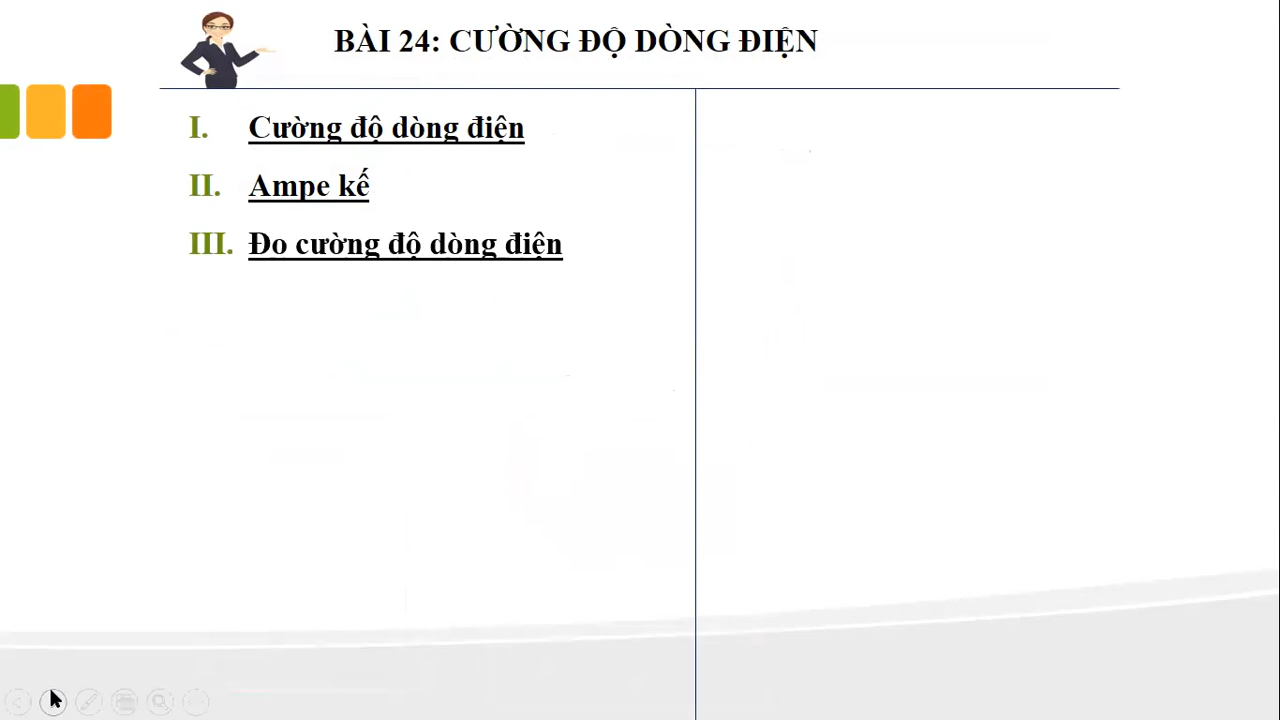 BÀI 24: CƯỜNG ĐỘ DÒNG ĐIỆN
I. Cường độ dòng điện
II. Ampe kế
III. Đo cường độ dòng điện